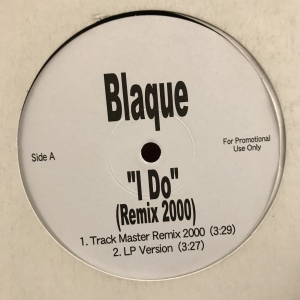 Blaque
Side A
For Promotional
Use Only
"I Do"
(Remix 2000)
1. Track Master Remix 2000 (3:29)
2. LP Version (3:27)